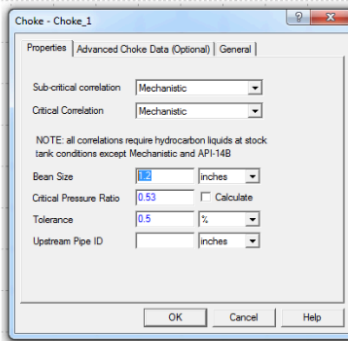 Choke - Choke_1
Properties Advanced Choke Data (Optional) General
Sub-critical correlation Mechanistic
Critical Correlation Mechanistic
NOTE: all correlations require hydrocarbon liquids at stock
tank conditions except Mechanistic and API-14B
Bean Size 1.2 inches
Critical Pressure Ratio 0.53 Calculate
Tolerance 0.5 %
Upstream Pipe ID inches
OK Cancel Help